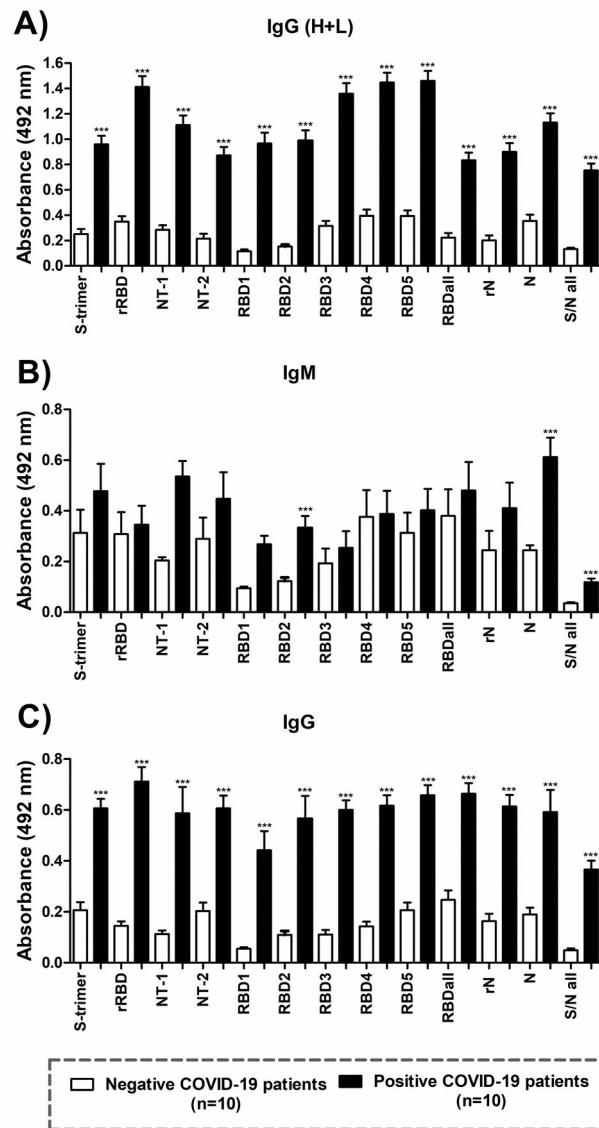 A)
IgG (H+L)
Absorbance (492 nm)
1.6
1.4
1.2
1.0
0.8
0.6
0.4
0.2
0.0
*** *** *** *** *** *** *** *** *** *** *** *** ***
S-trimer rRBD NT-1 NT-2 RBD1 RBD2 RBD3 RBD4 RBD5 RBDall rN N S/N all
B)
IgM
Absorbance (492 nm)
0.8
0.6
0.4
0.2
0.0
*** *** ***
S-trimer rRBD NT-1 NT-2 RBD1 RBD2 RBD3 RBD4 RBD5 RBDall rN N S/N all
C)
IgG
Absorbance (492 nm)
0.8
0.6
0.4
0.2
0.0
*** *** *** *** *** *** *** *** *** *** *** *** ***
S-trimer rRBD NT-1 NT-2 RBD1 RBD2 RBD3 RBD4 RBD5 RBDall rN N S/N all
Negative COVID-19 patients
(n=10)
Positive COVID-19 patients
(n=10)